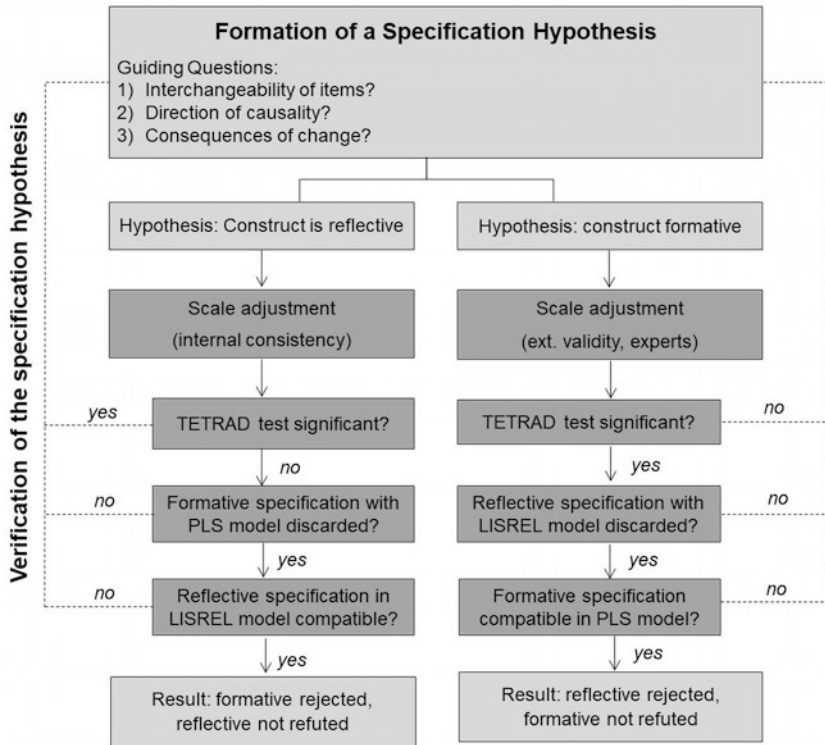 Formation of a Specification Hypothesis
Guiding Questions:
1) Interchangeability of items?
2) Direction of causality?
3) Consequences of change?
Verification of the specification hypothesis
Hypothesis: Construct is reflective
Hypothesis: construct formative
Scale adjustment
(internal consistency)
Scale adjustment
(ext. validity, experts)
yes
TETRAD test significant?
TETRAD test significant?
no
no
yes
no
Formative specification with
PLS model discarded?
Reflective specification with
LISREL model discarded?
no
yes
yes
no
Reflective specification in
LISREL model compatible?
Formative specification
compatible in PLS model?
no
yes
yes
Result: formative rejected,
reflective not refuted
Result: reflective rejected,
formative not refuted